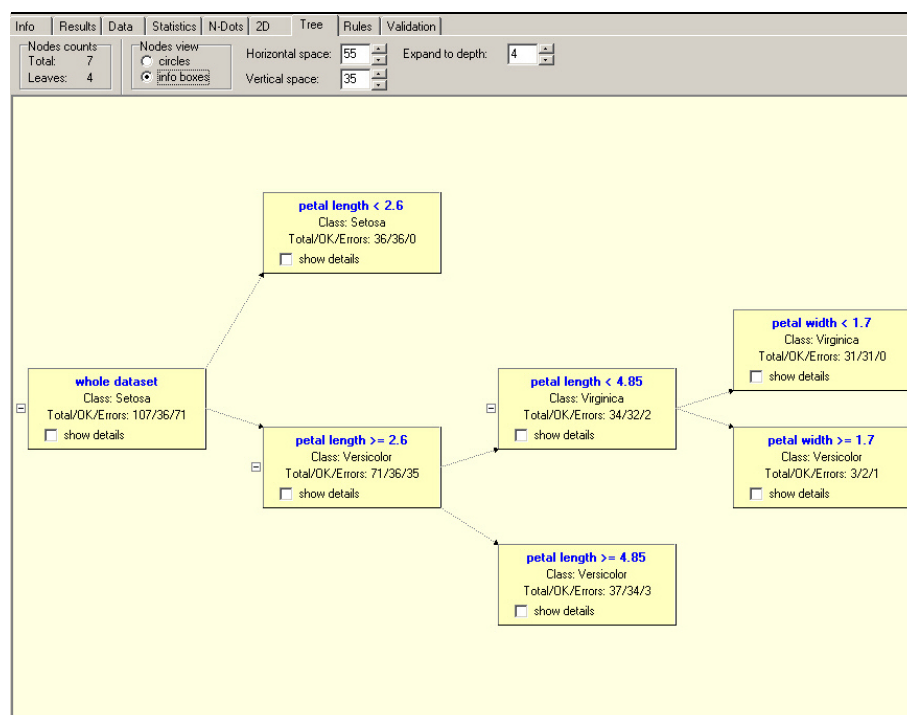 Info Results Data Statistics N-Dots 2D Tree Rules Validation
Nodes counts
Total: 7
Leaves: 4
Nodes view
circles
info boxes
Horizontal space: 55
Vertical space: 35
Expand to depth: 4
petal length < 2.6
Class: Setosa
Total/OK/Errors: 36/36/0
show details
whole dataset
Class: Setosa
Total/OK/Errors: 107/36/71
show details
petal length >= 2.6
Class: Versicolor
Total/OK/Errors: 71/36/35
show details
petal length < 4.85
Class: Virginica
Total/OK/Errors: 34/32/2
show details
petal length >= 4.85
Class: Versicolor
Total/OK/Errors: 37/34/3
show details
petal width < 1.7
Class: Virginica
Total/OK/Errors: 31/31/0
show details
petal width >= 1.7
Class: Versicolor
Total/OK/Errors: 3/2/1
show details